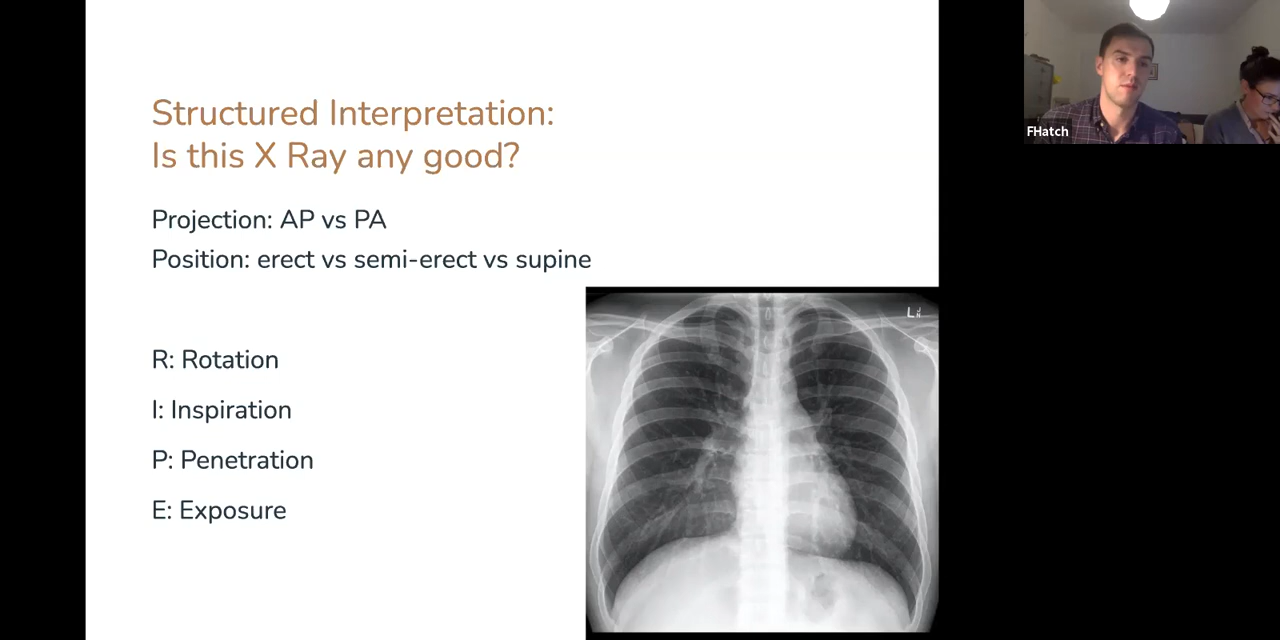 Structured Interpretation:
Is this X Ray any good?
Projection: AP vs PA
Position: erect vs semi-erect vs supine
R: Rotation
I: Inspiration
P: Penetration
E: Exposure
L
FHatch